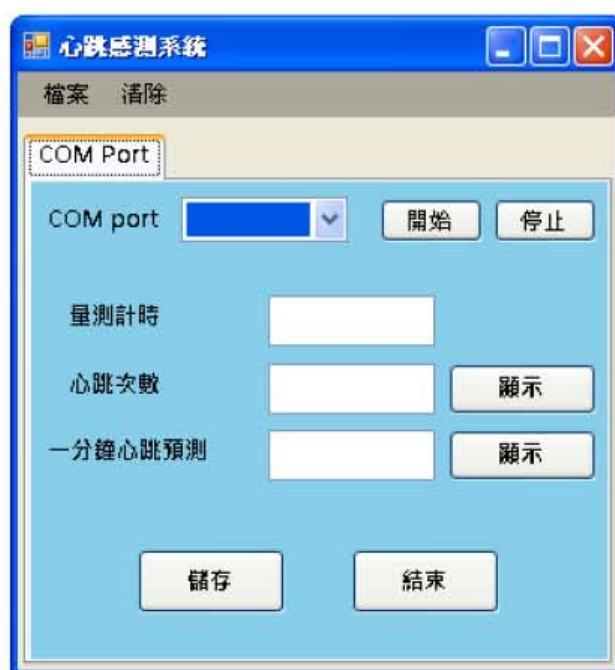 心跳感測系統
檔案 清除
COM Port
COM port 開始 停止
量測計時
心跳次數 顯示
一分鐘心跳預測 顯示
儲存 結束